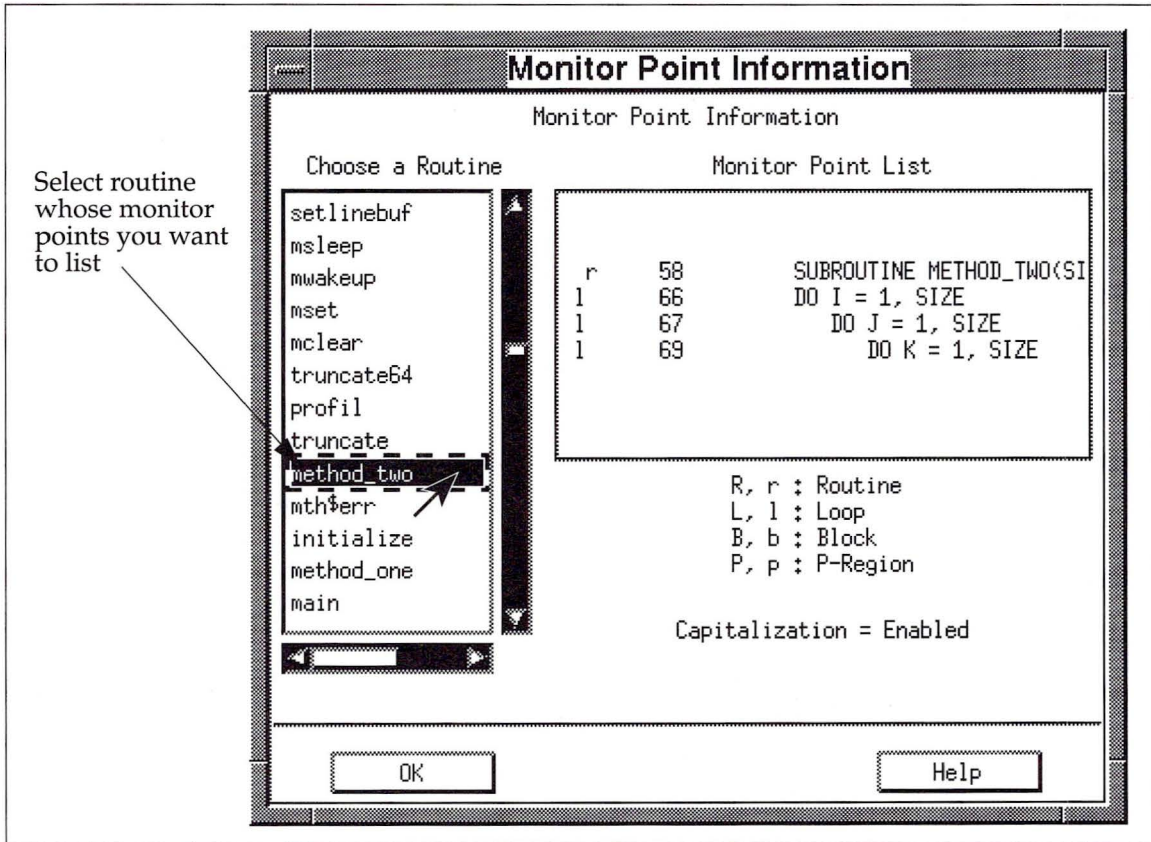 Monitor Point Information
Monitor Point Information
Select routine
whose monitor
points you want
to list
Choose a Routine
setlinebuf
msleep
mwakeup
mset
mclear
truncate64
profil
truncate
method_two
mth$err
initialize
method_one
main
Monitor Point List
r 58 SUBROUTINE METHOD_TWO(SI
l 66 DO I = 1, SIZE
l 67 DO J = 1, SIZE
l 69 DO K = 1, SIZE
R, r : Routine
L, l : Loop
B, b : Block
P, p : P-Region
Capitalization = Enabled
OK
Help